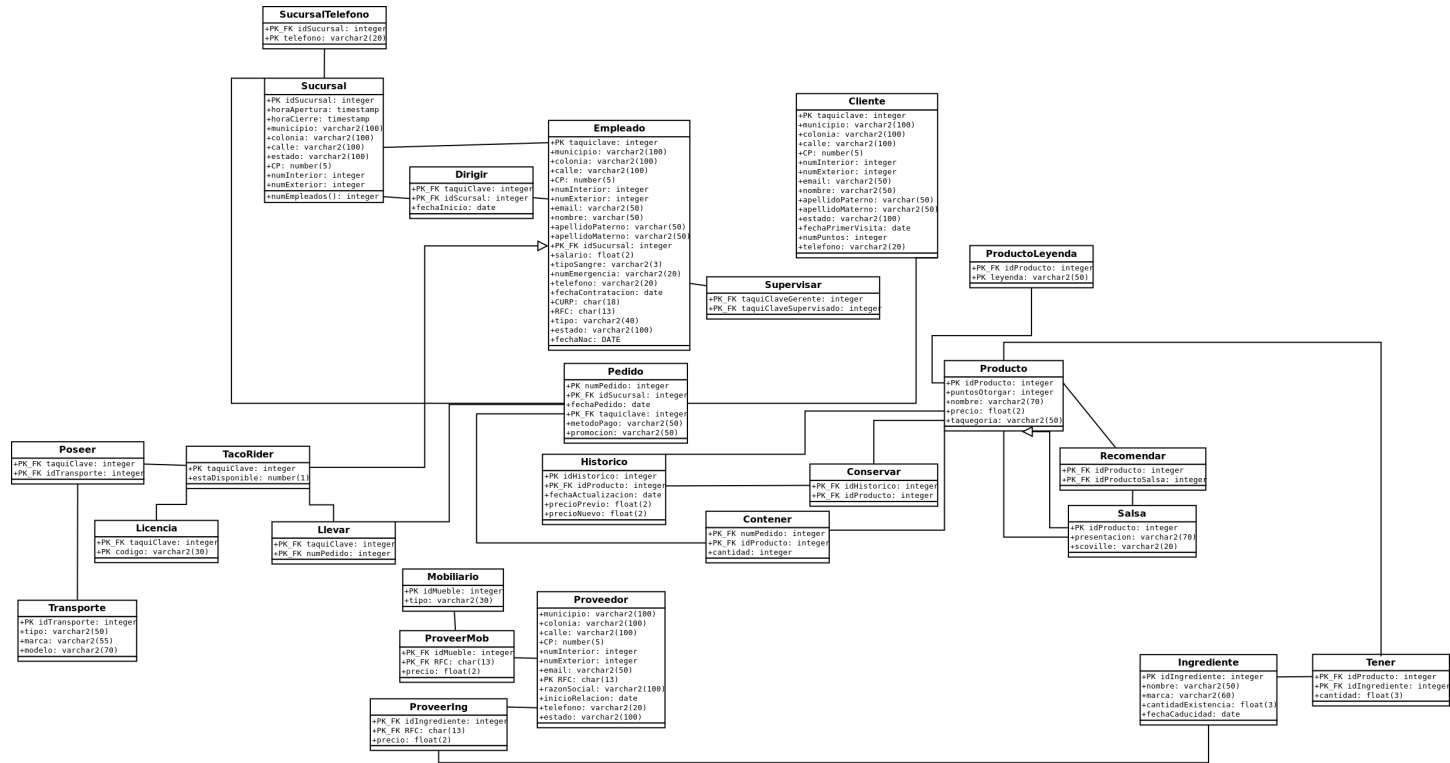 SucursalTelefono
+PK_FK idSucursal: integer
+PK telefono: varchar2(20)
Sucursal
+PK idSucursal: integer
+horaApertura: timestamp
+horaCierre: timestamp
+municipio: varchar2(100)
+colonia: varchar2(100)
+calle: varchar2(100)
+estado: varchar2(100)
+CP: number(5)
+numInterior: integer
+numExterior: integer
+numEmpleados(): integer
Cliente
+PK taquiclave: integer
+municipio: varchar2(100)
+colonia: varchar2(100)
+calle: varchar2(100)
+CP: number(5)
+numInterior: integer
+numExterior: integer
+email: varchar2(50)
+nombre: varchar2(50)
+apellidoPaterno: varchar(50)
+apellidoMaterno: varchar2(50)
+estado: varchar2(100)
+fechaPrimerVisita: date
+numPuntos: integer
+telefono: varchar2(20)
Empleado
+PK taquiclave: integer
+municipio: varchar2(100)
+colonia: varchar2(100)
+calle: varchar2(100)
+CP: number(5)
+numInterior: integer
+numExterior: integer
+email: varchar2(50)
+nombre: varchar(50)
+apellidoPaterno: varchar(50)
+apellidoMaterno: varchar2(50)
+PK_FK idSucursal: integer
+salario: float(2)
+tipoSangre: varchar2(3)
+numEmergencia: varchar2(20)
+telefono: varchar2(20)
+fechaContratacion: date
+CURP: char(18)
+RFC: char(13)
+tipo: varchar2(40)
+estado: varchar2(100)
+fechaNac: DATE
Dirigir
+PK_FK taquiClave: integer
+PK_FK idScursal: integer
+fechaInicio: date
ProductoLeyenda
+PK_FK idProducto: integer
+PK leyenda: varchar2(50)
Supervisar
+PK_FK taquiClaveGerente: integer
+PK_FK taquiClaveSupervisado: integer
Pedido
+PK numPedido: integer
+PK_FK idSucursal: integer
+fechaPedido: date
+PK_FK taquiclave: integer
+metodoPago: varchar2(50)
+promocion: varchar2(50)
Producto
+PK idProducto: integer
+puntosOtorgar: integer
+nombre: varchar2(70)
+precio: float(2)
+taquegoria: varchar2(50)
Poseer
+PK_FK taquiClave: integer
+PK_FK idTransporte: integer
TacoRider
+PK taquiClave: integer
+estaDisponible: number(1)
Historico
+PK idHistorico: integer
+PK_FK idProducto: integer
+fechaActualizacion: date
+precioPrevio: float(2)
+precioNuevo: float(2)
Conservar
+PK_FK idHistorico: integer
+PK_FK idProducto: integer
Recomendar
+PK_FK idProducto: integer
+PK_FK idProductoSalsa: integer
Licencia
+PK_FK taquiClave: integer
+PK codigo: varchar2(30)
Llevar
+PK_FK taquiClave: integer
+PK_FK numPedido: integer
Contener
+PK_FK numPedido: integer
+PK_FK idProducto: integer
+cantidad: integer
Salsa
+PK idProducto: integer
+presentacion: varchar2(70)
+scoville: varchar2(20)
Mobiliario
+PK idMueble: integer
+tipo: varchar2(30)
Transporte
+PK idTransporte: integer
+tipo: varchar2(50)
+marca: varchar2(55)
+modelo: varchar2(70)
ProveerMob
+PK_FK idMueble: integer
+PK_FK RFC: char(13)
+precio: float(2)
Proveedor
+municipio: varchar2(100)
+colonia: varchar2(100)
+calle: varchar2(100)
+CP: number(5)
+numInterior: integer
+numExterior: integer
+email: varchar2(50)
+PK RFC: char(13)
+razonSocial: varchar2(100)
+inicioRelacion: date
+telefono: varchar2(20)
+estado: varchar2(100)
ProveerIng
+PK_FK idIngrediente: integer
+PK_FK RFC: char(13)
+precio: float(2)
Ingrediente
+PK idIngrediente: integer
+nombre: varchar2(50)
+marca: varchar2(60)
+cantidadExistencia: float(3)
+fechaCaducidad: date
Tener
+PK_FK idProducto: integer
+PK_FK idIngrediente: integer
+cantidad: float(3)